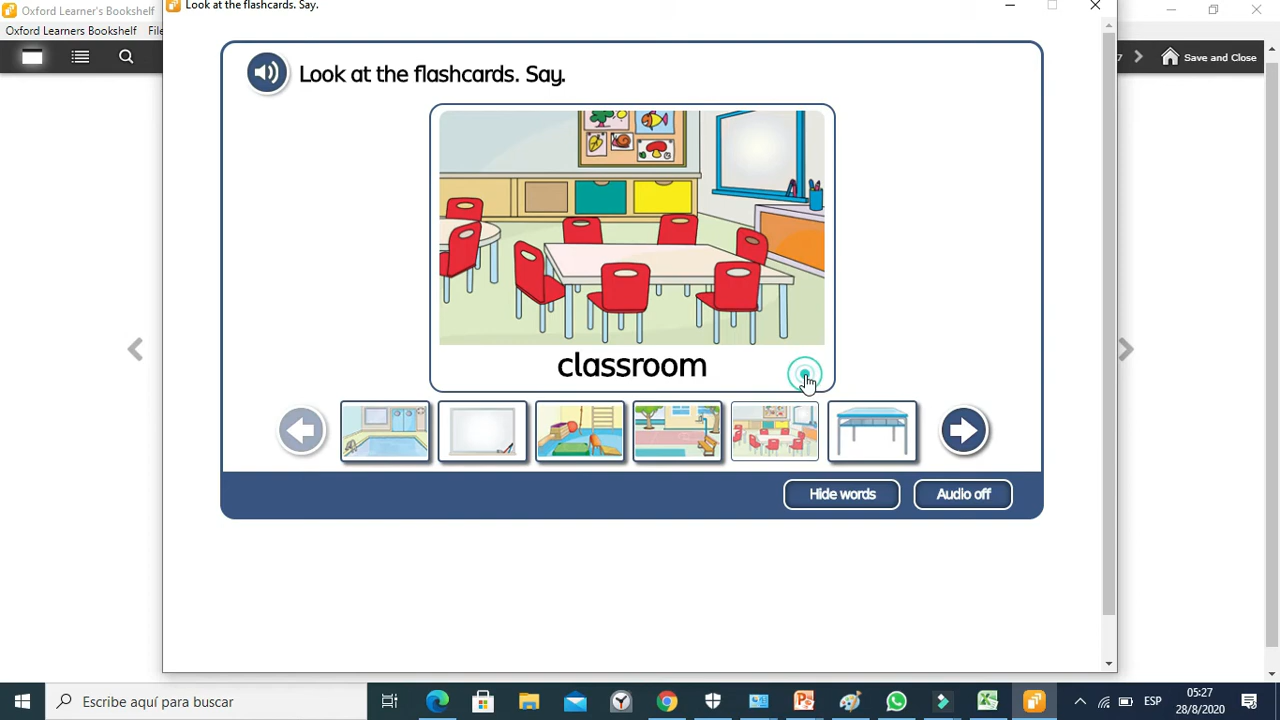 Oxford Learner's Bookshelf
Look at the flashcards. Say.
Oxford Learners Bookshelf
File
7
Save and Close
Look at the flashcards. Say.
classroom
Hide words
Audio off
Escribe aquí para buscar
ESP
05:27
28/8/2020